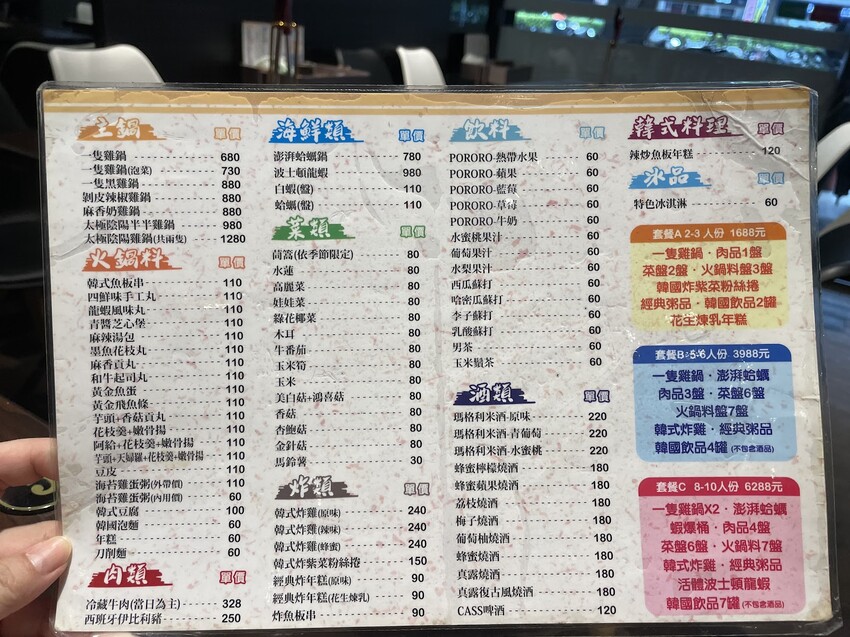 主鍋 單價
一隻雞鍋 680
一隻雞鍋(泡菜) 730
一隻黑雞鍋 880
剝皮辣椒雞鍋 880
麻香奶雞鍋 880
太極陰陽半半雞鍋 980
太極陰陽雞鍋(共兩隻) 1280
火鍋料 單價
韓式魚板串 110
四鮮味手工丸 110
龍蝦風味丸 110
青醬芝心堡 110
麻辣湯包 110
墨魚花枝丸 110
麻香貢丸 110
和牛起司丸 110
黃金魚蛋 110
黃金飛魚條 110
芋頭+香菇貢丸 110
花枝羹+嫩骨揚 110
阿給+花枝羹+嫩骨揚 110
芋頭+天婦羅+花枝羹+嫩骨揚 110
豆皮 110
海苔雞蛋粥(外帶價) 110
海苔雞蛋粥(內用價) 60
韓式豆腐 100
韓國泡麵 60
年糕 60
刀削麵 60
肉類 單價
冷藏牛肉(當日為主) 328
西班牙伊比利豬 250
海鮮類 單價
澎湃蛤蠣鍋 780
波士頓龍蝦 980
白蝦(盤) 110
蛤蠣(盤) 110
菜類 單價
茼蒿(依季節限定) 80
水蓮 80
高麗菜 80
娃娃菜 80
綠花椰菜 80
木耳 80
牛番茄 80
玉米筍 80
玉米 80
美白菇+鴻喜菇 80
香菇 80
杏鮑菇 80
金針菇 80
馬鈴薯 30
炸類 單價
韓式炸雞(原味) 240
韓式炸雞(辣味) 240
韓式炸雞(蜂蜜) 240
韓式炸紫菜粉絲捲 150
經典炸年糕(原味) 90
經典炸年糕(花生煉乳) 90
炸魚板串 90
飲料 單價
PORORO-熱帶水果 60
PORORO-蘋果 60
PORORO-藍莓 60
PORORO-草莓 60
PORORO-牛奶 60
水蜜桃果汁 60
葡萄果汁 60
水梨果汁 60
西瓜蘇打 60
哈密瓜蘇打 60
李子蘇打 60
乳酸蘇打 60
男茶 60
玉米鬚茶 60
酒類 單價
瑪格利米酒-原味 220
瑪格利米酒-青葡萄 220
瑪格利米酒-水蜜桃 220
蜂蜜檸檬燒酒 180
蜂蜜蘋果燒酒 180
荔枝燒酒 180
梅子燒酒 180
葡萄柚燒酒 180
蜂蜜燒酒 180
真露燒酒 180
真露復古風燒酒 180
CASS啤酒 120
韓式料理 單價
辣炒魚板年糕 120
冰品 單價
特色冰淇淋 60
套餐A 2-3人份 1688元
一隻雞鍋·肉品1盤
菜盤2盤·火鍋料盤3盤
韓國炸紫菜粉絲捲
經典粥品·韓國飲品2罐
花生煉乳年糕
套餐B 5-6人份 3988元
一隻雞鍋·澎湃蛤蠣
肉品3盤·菜盤6盤
火鍋料盤7盤
韓式炸雞·經典粥品
韓國飲品4罐(不包含酒品)
套餐C 8-10人份 6288元
一隻雞鍋X2·澎湃蛤蠣
蝦爆桶·肉品4盤
菜盤6盤·火鍋料7盤
韓式炸雞·經典粥品
活體波士頓龍蝦
韓國飲品7罐(不包含酒品)